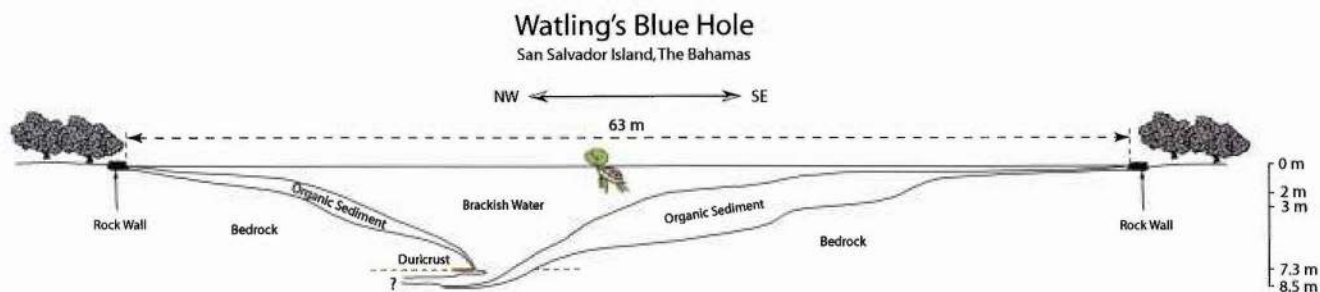 Watling's Blue Hole
San Salvador Island, The Bahamas
NW
SE
63 m
0 m
2 m
3 m
Organic Sediment
Brackish Water
Organic Sediment
Rock Wall
Bedrock
Bedrock
Rock Wall
Duricrust
7.3 m
?
8.5 m